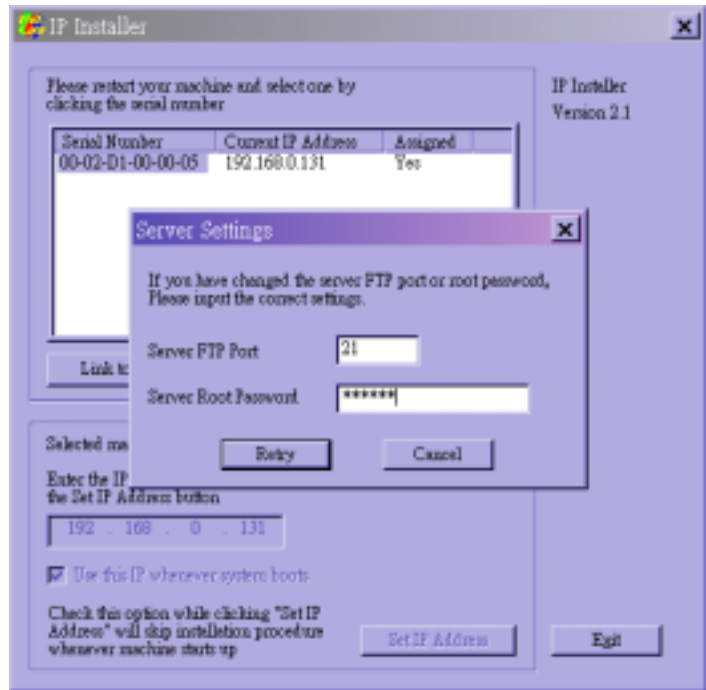 IP Installer
Please restart your machine and select one by
clicking the serial number
IP Installer
Version 2.1
Serial Number Current IP Address Assigned
00-02-D1-00-00-05 192.168.0.131 Yes
Server Settings
If you have changed the server FTP port or root password,
Please input the correct settings.
Server FTP Port 21
Server Root Password ******
Retry Cancel
Link to
Selected ma
Enter the IP
the Set IP Address button
192 . 168 . 0 . 131
Use this IP whenever system boots
Check this option while clicking "Set IP
Address" will skip installation procedure
whenever machine starts up
Set IP Address
Exit